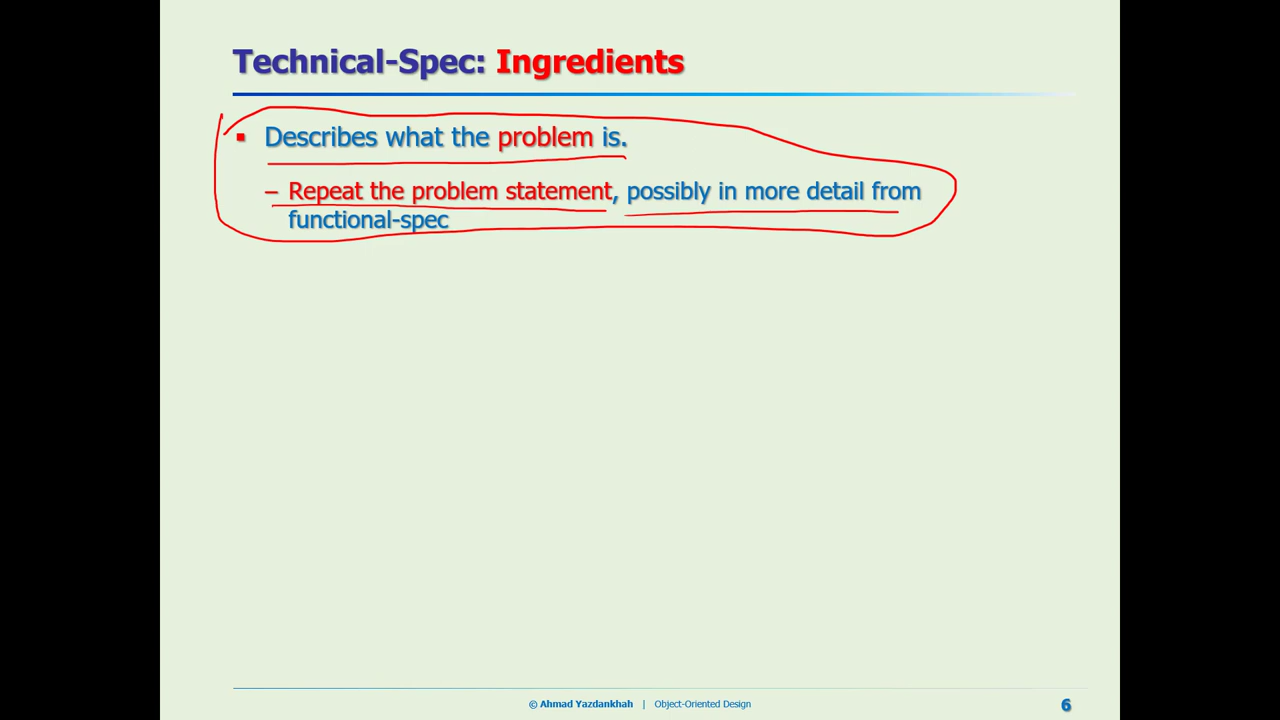 Technical-Spec: Ingredients
▪ Describes what the problem is.
– Repeat the problem statement, possibly in more detail from
functional-spec
© Ahmad Yazdankhah | Object-Oriented Design
6